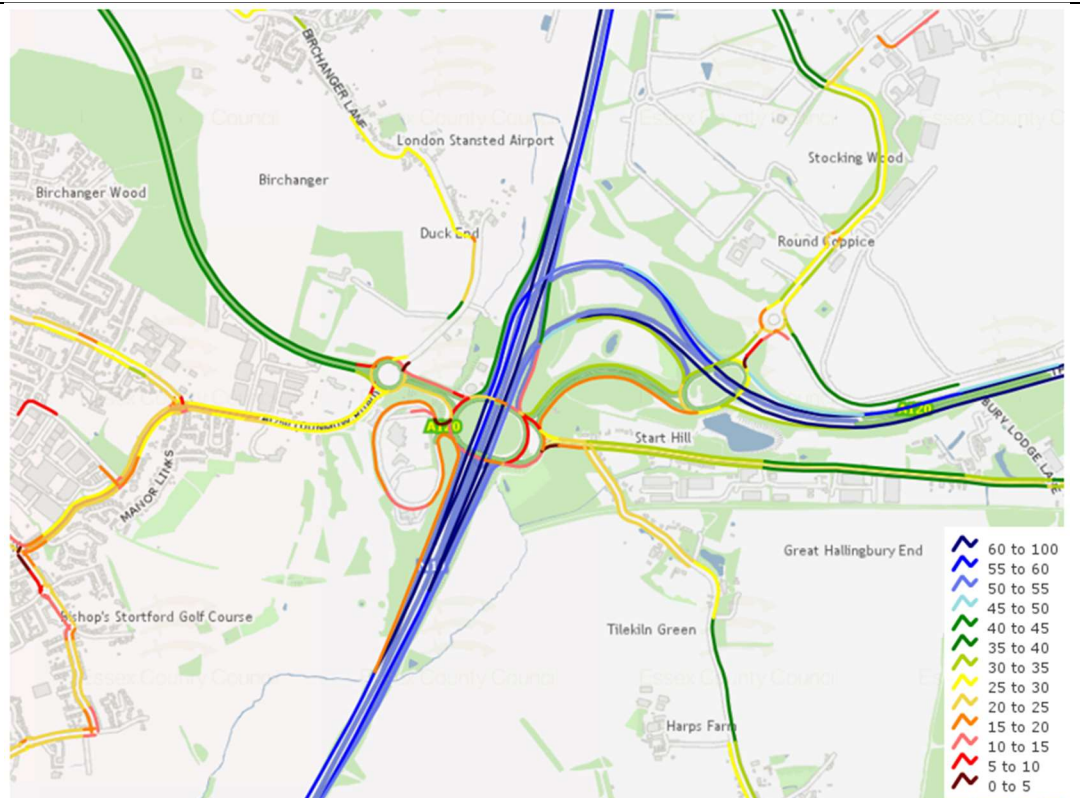 BIRCHANGER LANE
London Stansted Airport
Stocking Wood
Birchanger
Birchanger Wood
Duck End
Round Coppice
A120
BURY LODGE LANE
A120
Start Hill
MANOR LINKS
Great Hallingbury End
Bishop's Stortford Golf Course
Tilekiln Green
Harps Farm
Essex County Council
Essex County Council
60 to 100
55 to 60
50 to 55
45 to 50
40 to 45
35 to 40
30 to 35
25 to 30
20 to 25
15 to 20
10 to 15
5 to 10
0 to 5